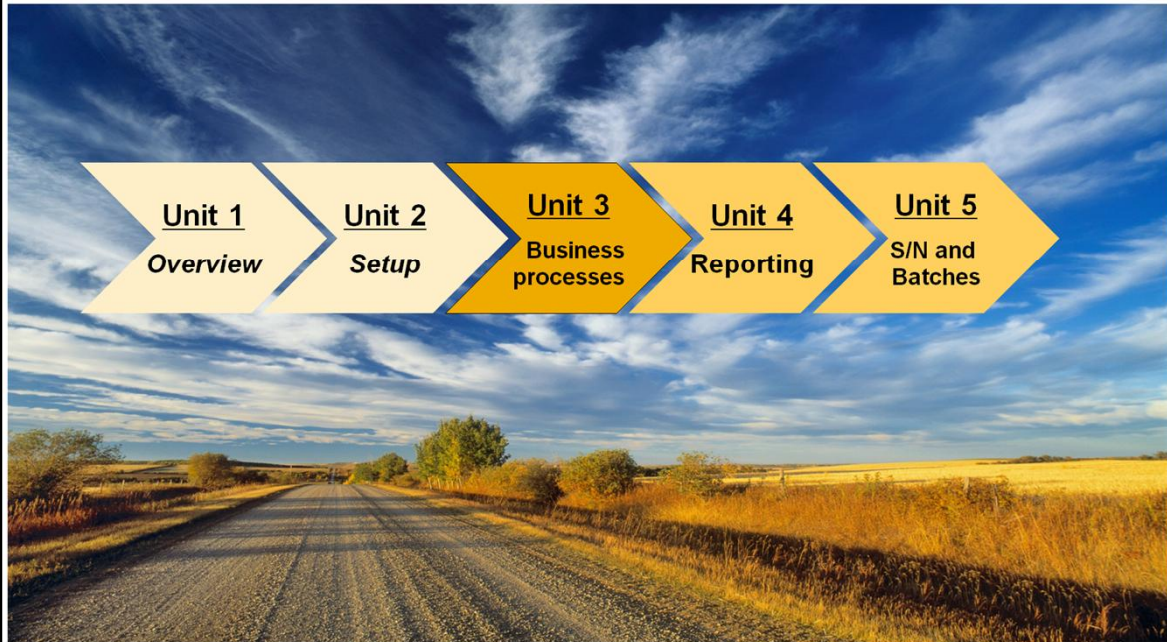 Unit 1
Overview
Unit 2
Setup
Unit 3
Business
processes
Unit 4
Reporting
Unit 5
S/N and
Batches